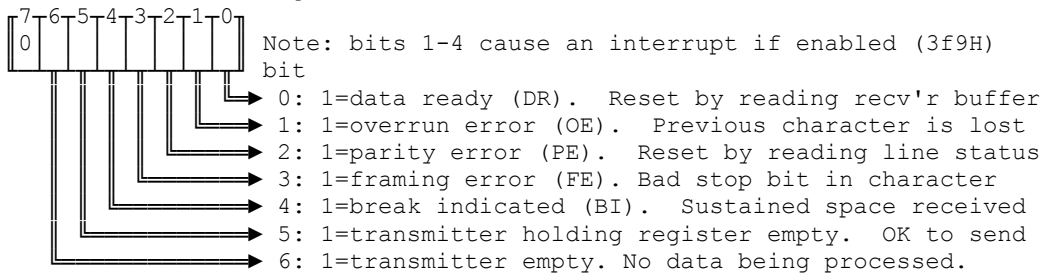 7 6 5 4 3 2 1 0
0 Note: bits 1-4 cause an interrupt if enabled (3f9H)
bit
0: 1=data ready (DR). Reset by reading recv'r buffer
1: 1=overrun error (OE). Previous character is lost
2: 1=parity error (PE). Reset by reading line status
3: 1=framing error (FE). Bad stop bit in character
4: 1=break indicated (BI). Sustained space received
5: 1=transmitter holding register empty. OK to send
6: 1=transmitter empty. No data being processed.